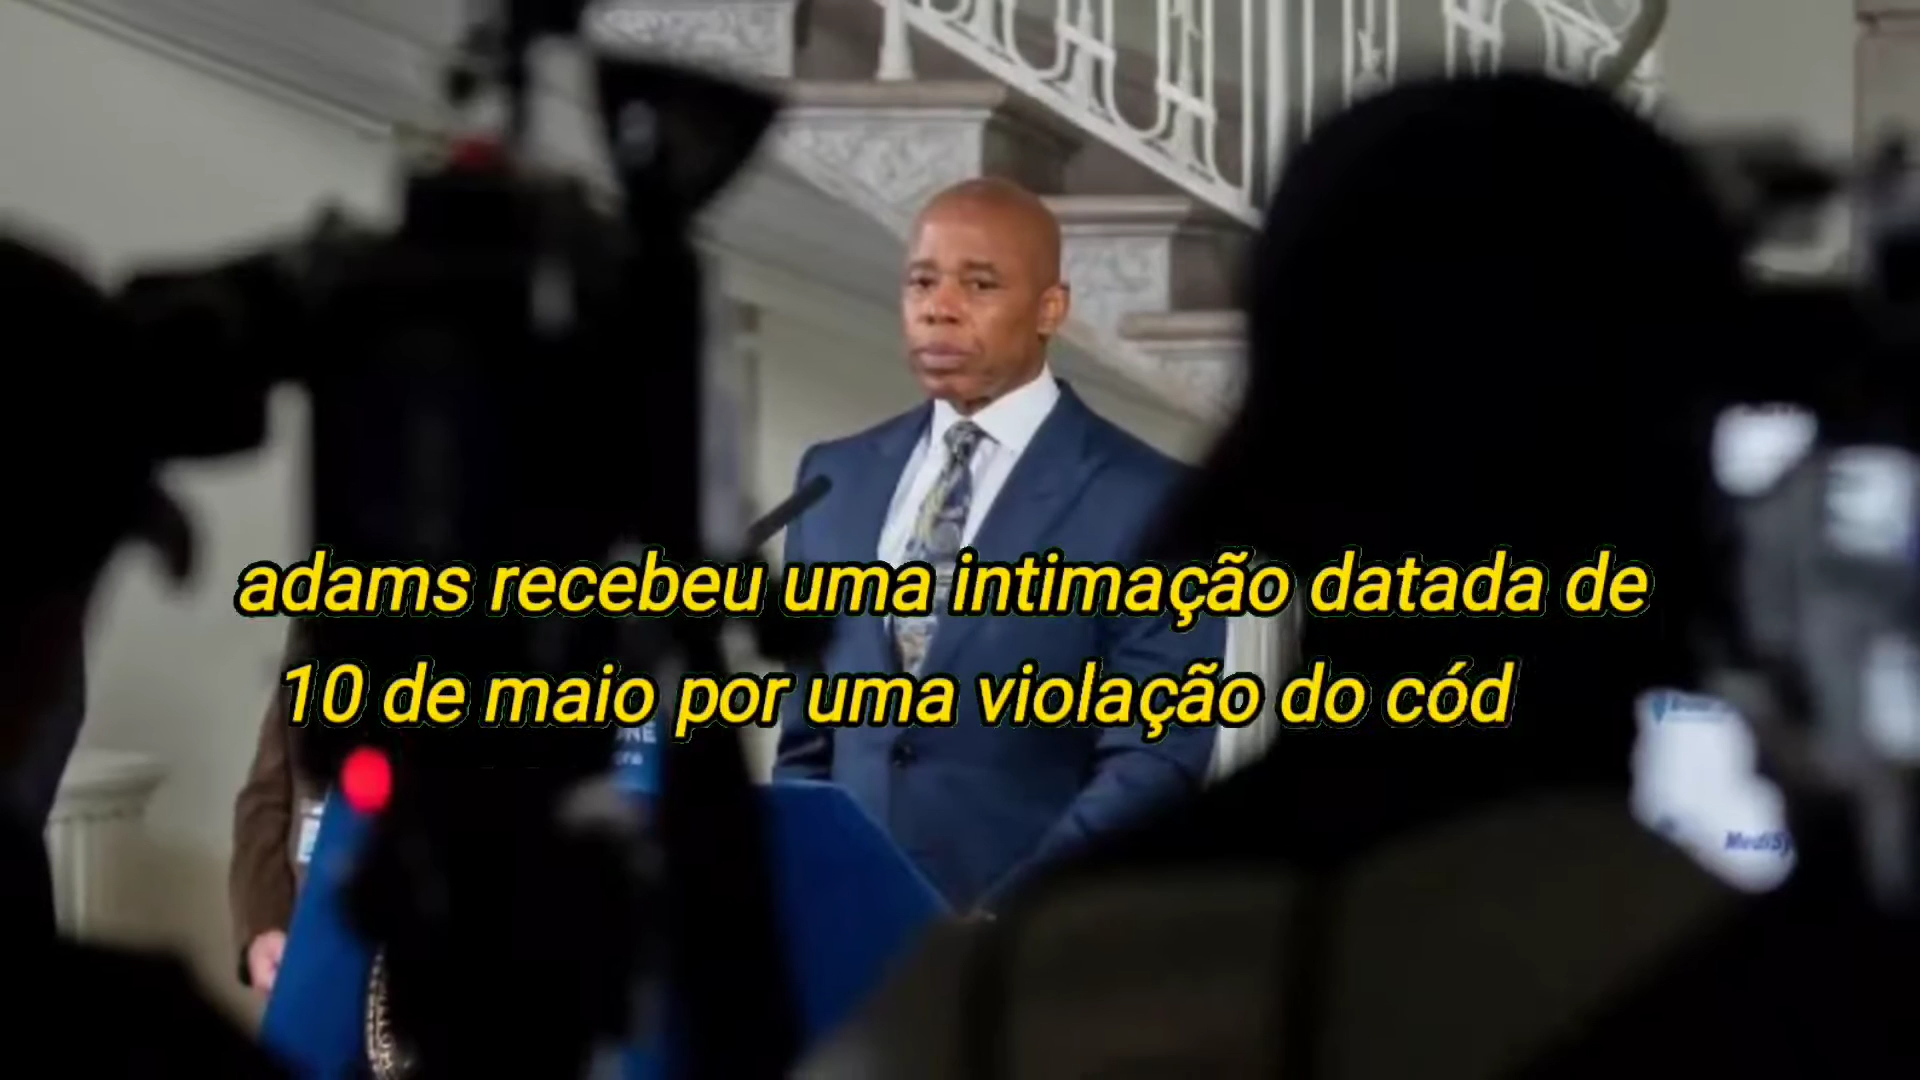 adams recebeu uma intimação datada de
10 de maio por uma violação do cód